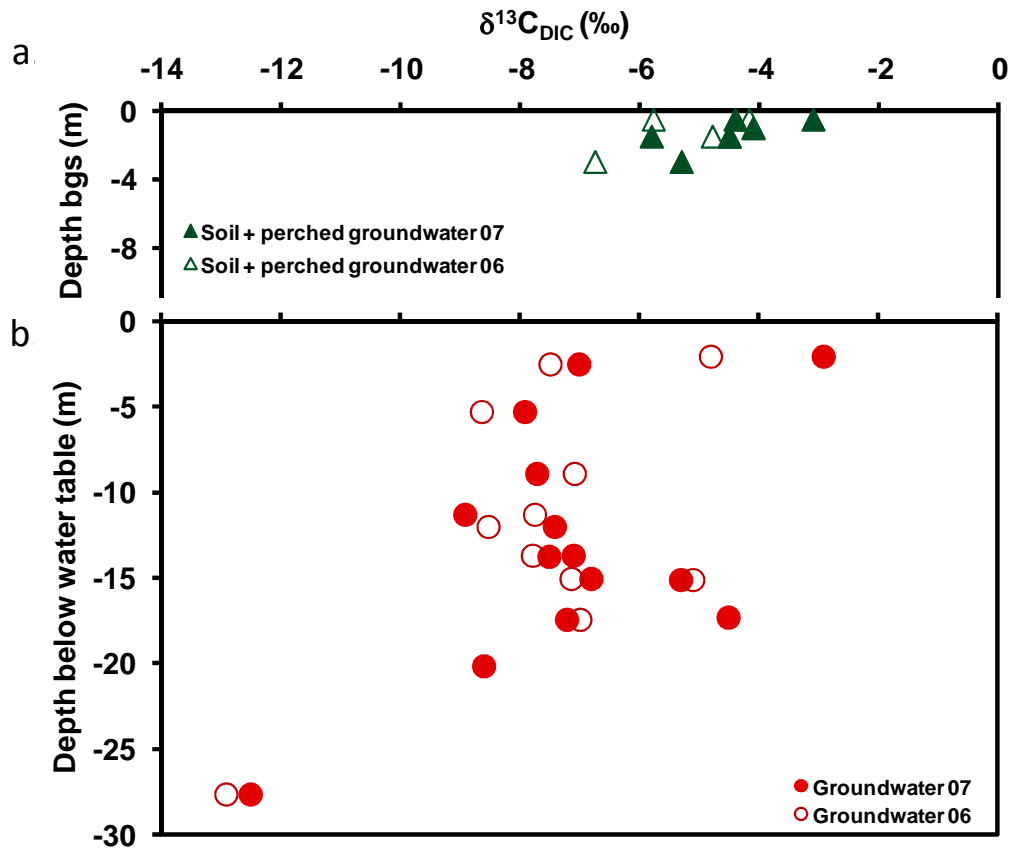 δ¹³C_DIC (‰)
a.
-14 -12 -10 -8 -6 -4 -2 0
0
-4
-8
Depth bgs (m)
Soil + perched groundwater 07
Soil + perched groundwater 06
b
0
-5
-10
-15
-20
-25
-30
Depth below water table (m)
Groundwater 07
Groundwater 06